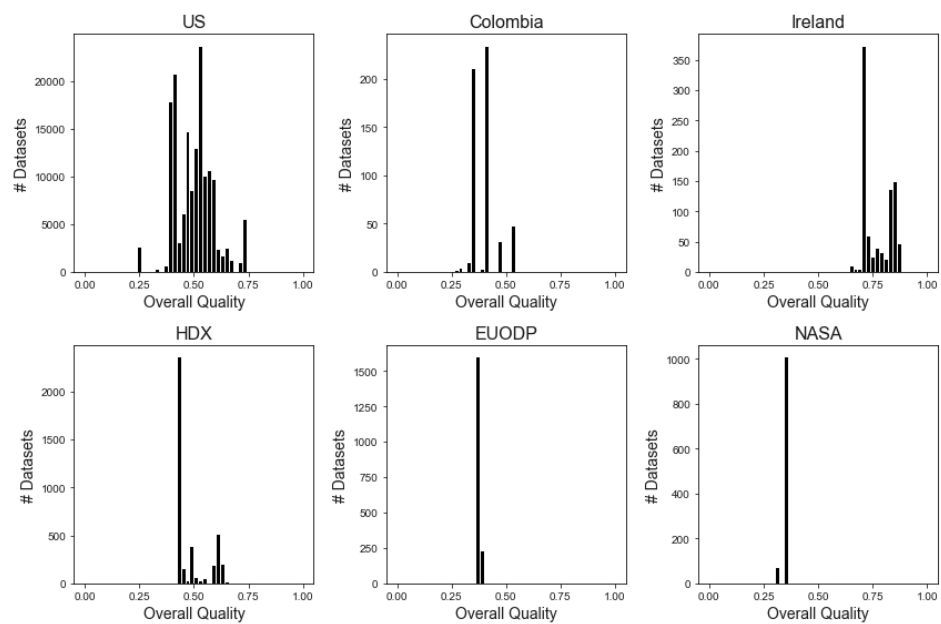 US
Colombia
Ireland
# Datasets
20000
15000
10000
5000
0
0.00 0.25 0.50 0.75 1.00
Overall Quality
# Datasets
200
150
100
50
0
0.00 0.25 0.50 0.75 1.00
Overall Quality
# Datasets
350
300
250
200
150
100
50
0
0.00 0.25 0.50 0.75 1.00
Overall Quality
HDX
EUODP
NASA
# Datasets
2000
1500
1000
500
0
0.00 0.25 0.50 0.75 1.00
Overall Quality
# Datasets
1500
1250
1000
750
500
250
0
0.00 0.25 0.50 0.75 1.00
Overall Quality
# Datasets
1000
800
600
400
200
0
0.00 0.25 0.50 0.75 1.00
Overall Quality